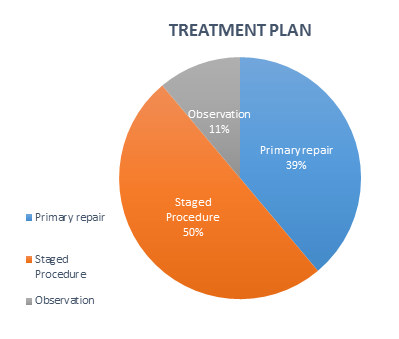 TREATMENT PLAN
Observation
11%
Primary repair
39%
Staged
Procedure
50%
Primary repair
Staged
Procedure
Observation